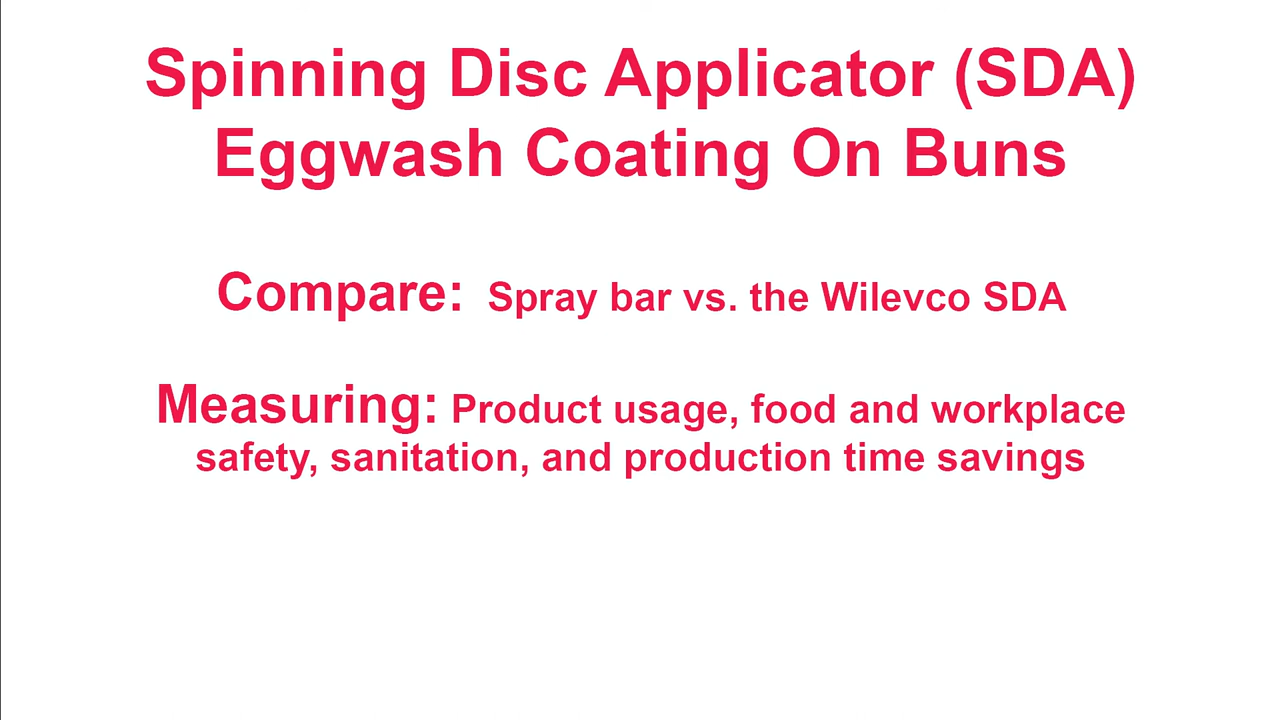 Spinning Disc Applicator (SDA)
Eggwash Coating On Buns
Compare: Spray bar vs. the Wilevco SDA
Measuring: Product usage, food and workplace
safety, sanitation, and production time savings